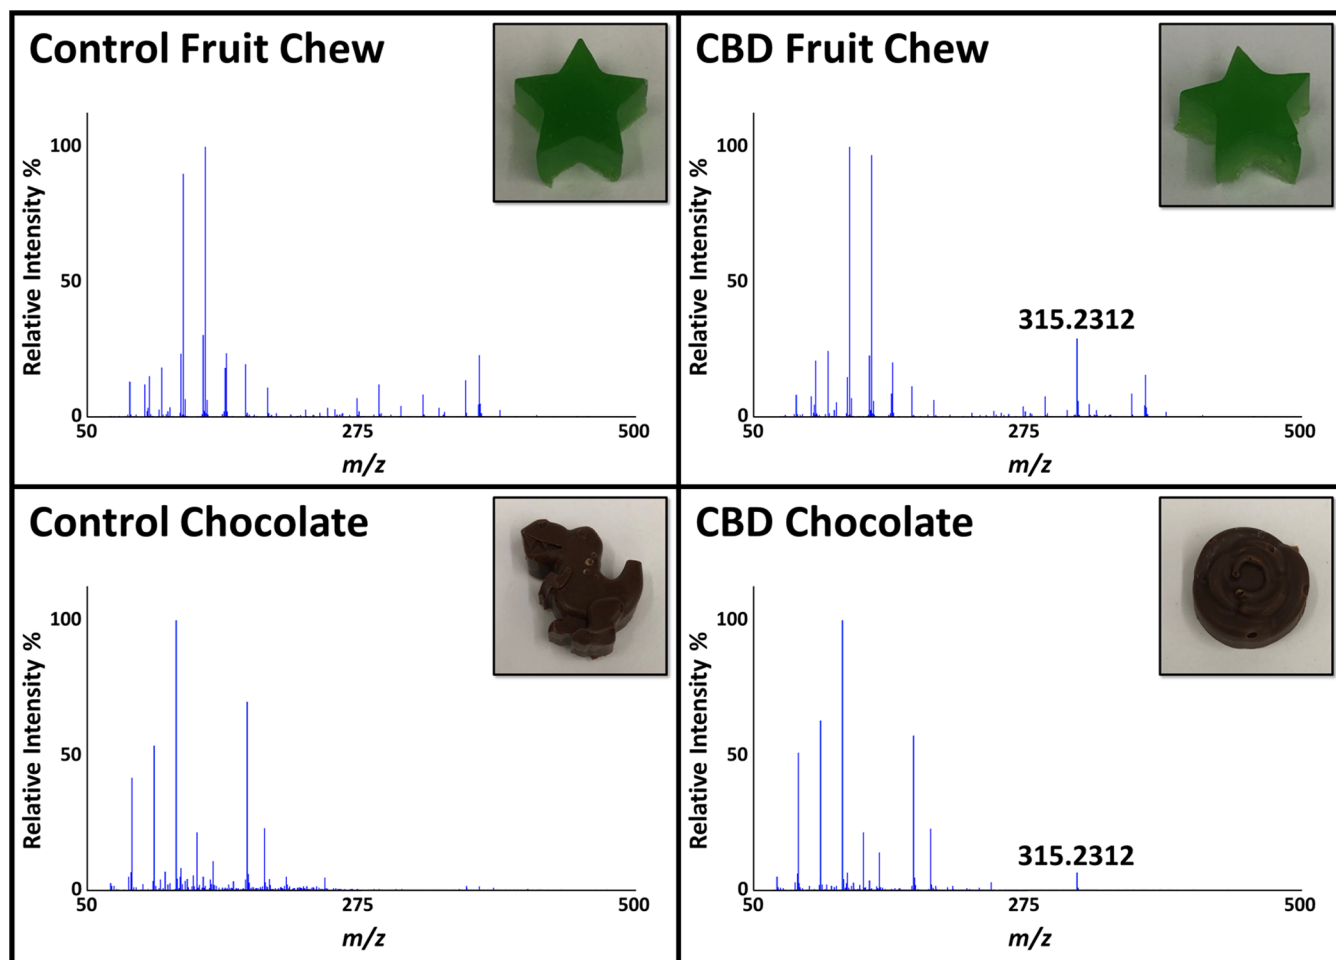 Control Fruit Chew
Relative Intensity %
100
50
0
50
275
500
m/z
CBD Fruit Chew
Relative Intensity %
100
50
0
315.2312
50
275
500
m/z
Control Chocolate
Relative Intensity %
100
50
0
50
275
500
m/z
CBD Chocolate
Relative Intensity %
100
50
0
315.2312
50
275
500
m/z